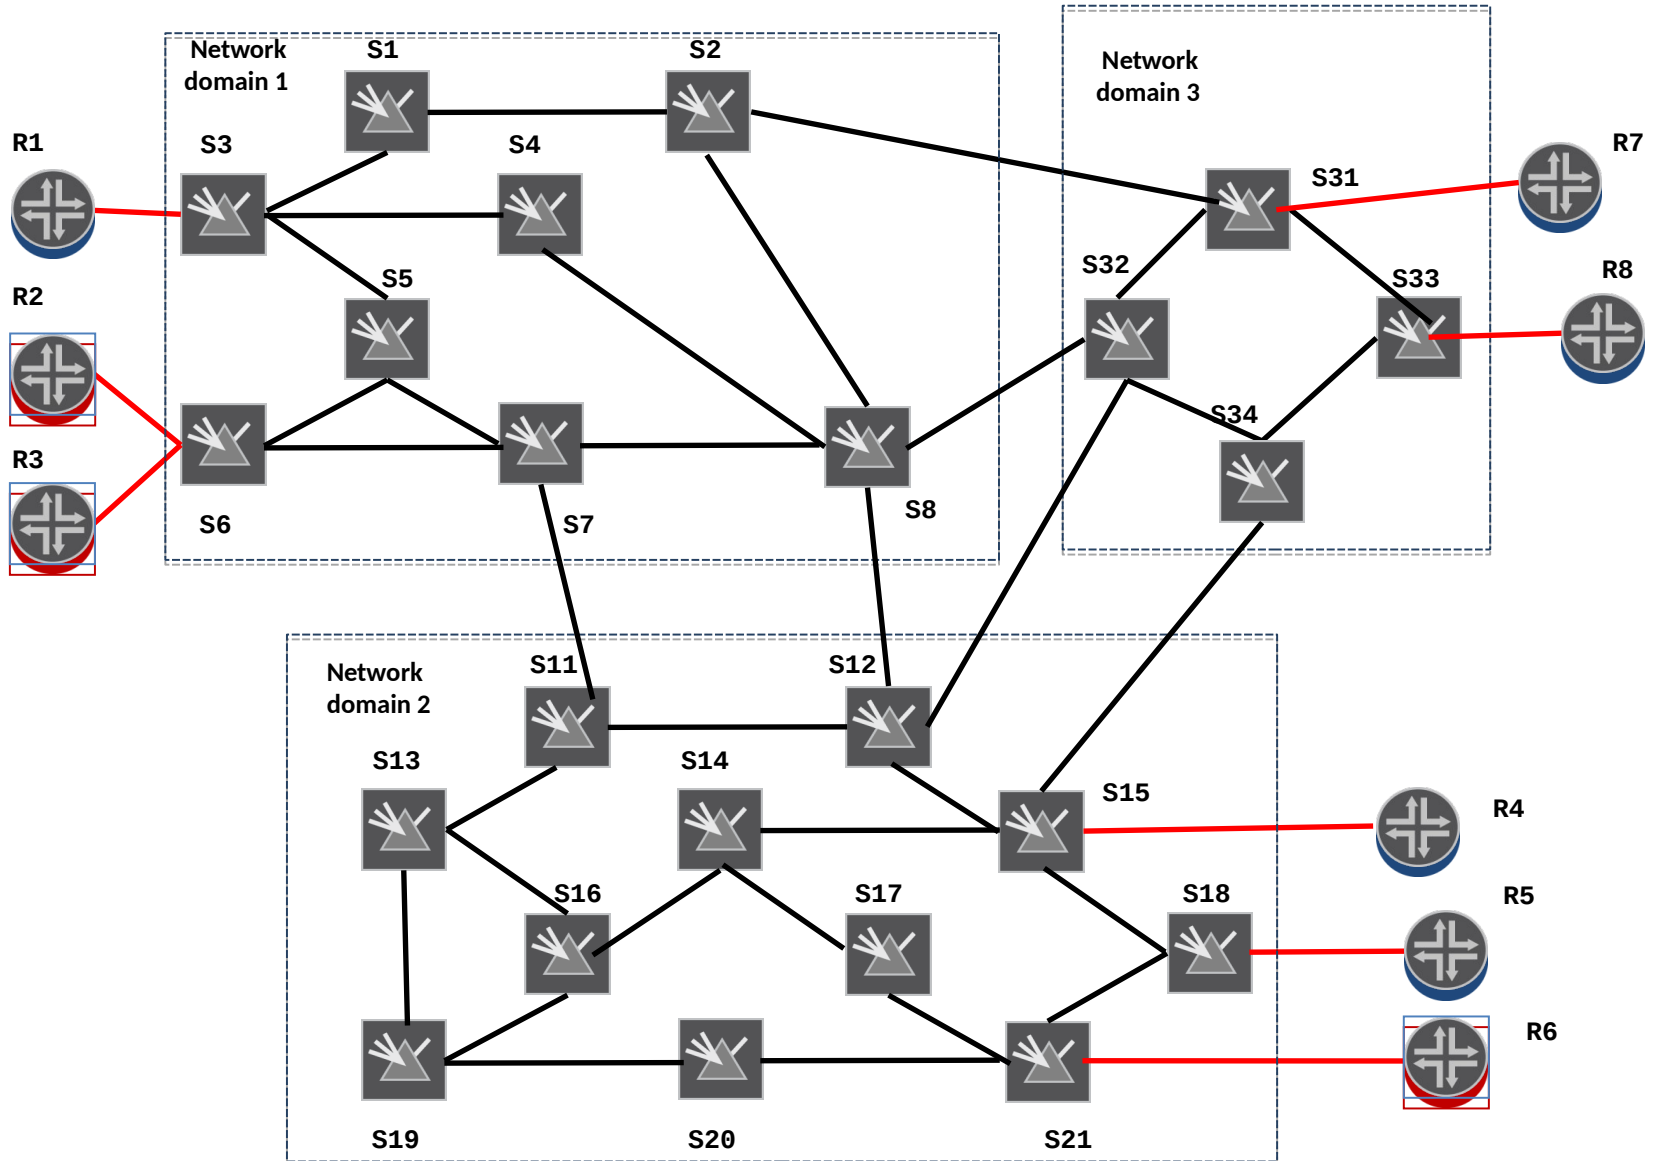 Network
domain 1
S1
S2
Network
domain 3
R1
S3
S4
R7
S31
R2
S5
S32
S33
R8
S34
R3
S6
S7
S8
Network
domain 2
S11
S12
S13
S14
S15
R4
S16
S17
S18
R5
R6
S19
S20
S21